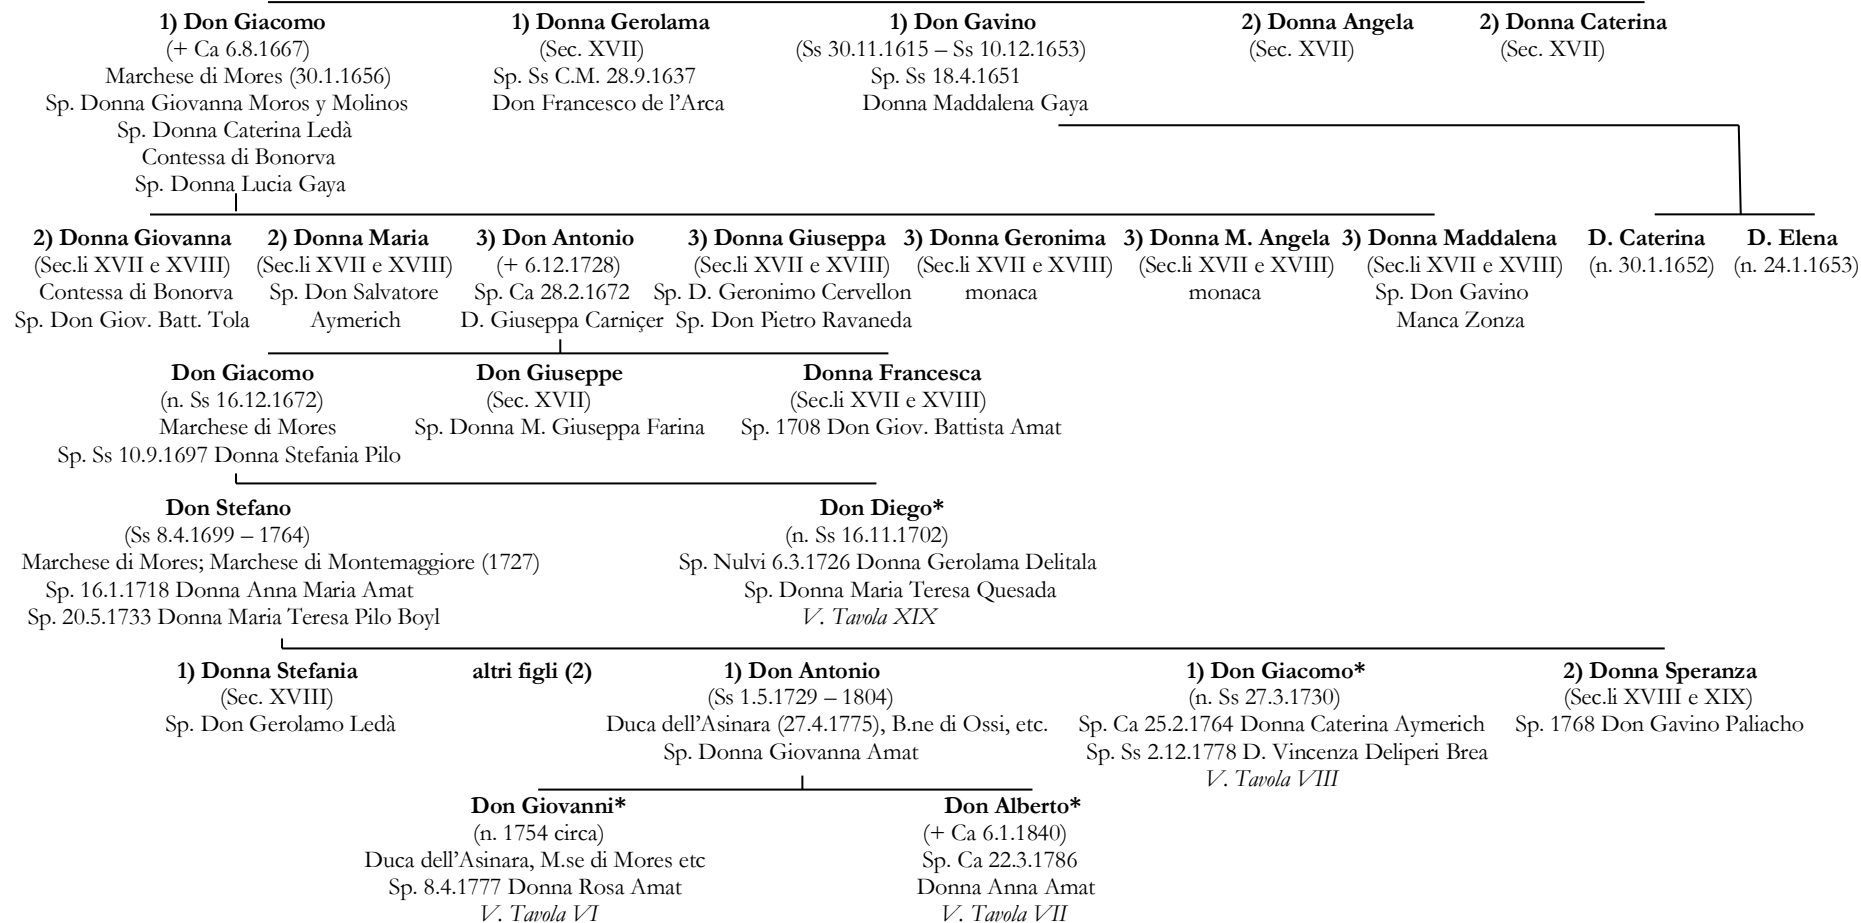 1) Don Giacomo
(+ Ca 6.8.1667)
Marchese di Mores (30.1.1656)
Sp. Donna Giovanna Moros y Molinos
Sp. Donna Caterina Ledà
Contessa di Bonorva
Sp. Donna Lucia Gaya
1) Donna Gerolama
(Sec. XVII)
Sp. Ss C.M. 28.9.1637
Don Francesco de l'Arca
1) Don Gavino
(Ss 30.11.1615 – Ss 10.12.1653)
Sp. Ss 18.4.1651
Donna Maddalena Gaya
2) Donna Angela
(Sec. XVII)
2) Donna Caterina
(Sec. XVII)
2) Donna Giovanna
(Sec.li XVII e XVIII)
Contessa di Bonorva
Sp. Don Giov. Batt. Tola
2) Donna Maria
(Sec.li XVII e XVIII)
Sp. Don Salvatore
Aymerich
3) Don Antonio
(+ 6.12.1728)
Sp. Ca 28.2.1672
D. Giuseppa Carniçer
3) Donna Giuseppa
(Sec.li XVII e XVIII)
Sp. D. Geronimo Cervellon
Sp. Don Pietro Ravaneda
3) Donna Geronima
(Sec.li XVII e XVIII)
monaca
3) Donna M. Angela
(Sec.li XVII e XVIII)
monaca
3) Donna Maddalena
(Sec.li XVII e XVIII)
Sp. Don Gavino
Manca Zonza
D. Caterina
(n. 30.1.1652)
D. Elena
(n. 24.1.1653)
Don Giacomo
(n. Ss 16.12.1672)
Marchese di Mores
Sp. Ss 10.9.1697 Donna Stefania Pilo
Don Giuseppe
(Sec. XVII)
Sp. Donna M. Giuseppa Farina
Donna Francesca
(Sec.li XVII e XVIII)
Sp. 1708 Don Giov. Battista Amat
Don Stefano
(Ss 8.4.1699 – 1764)
Marchese di Mores; Marchese di Montemaggiore (1727)
Sp. 16.1.1718 Donna Anna Maria Amat
Sp. 20.5.1733 Donna Maria Teresa Pilo Boyl
Don Diego*
(n. Ss 16.11.1702)
Sp. Nulvi 6.3.1726 Donna Gerolama Delitala
Sp. Donna Maria Teresa Quesada
V. Tavola XIX
1) Donna Stefania
(Sec. XVIII)
Sp. Don Gerolamo Ledà
altri figli (2)
1) Don Antonio
(Ss 1.5.1729 – 1804)
Duca dell'Asinara (27.4.1775), B.ne di Ossi, etc.
Sp. Donna Giovanna Amat
1) Don Giacomo*
(n. Ss 27.3.1730)
Sp. Ca 25.2.1764 Donna Caterina Aymerich
Sp. Ss 2.12.1778 D. Vincenza Deliperi Brea
V. Tavola VIII
2) Donna Speranza
(Sec.li XVIII e XIX)
Sp. 1768 Don Gavino Paliacho
Don Giovanni*
(n. 1754 circa)
Duca dell'Asinara, M.se di Mores etc
Sp. 8.4.1777 Donna Rosa Amat
V. Tavola VI
Don Alberto*
(+ Ca 6.1.1840)
Sp. Ca 22.3.1786
Donna Anna Amat
V. Tavola VII